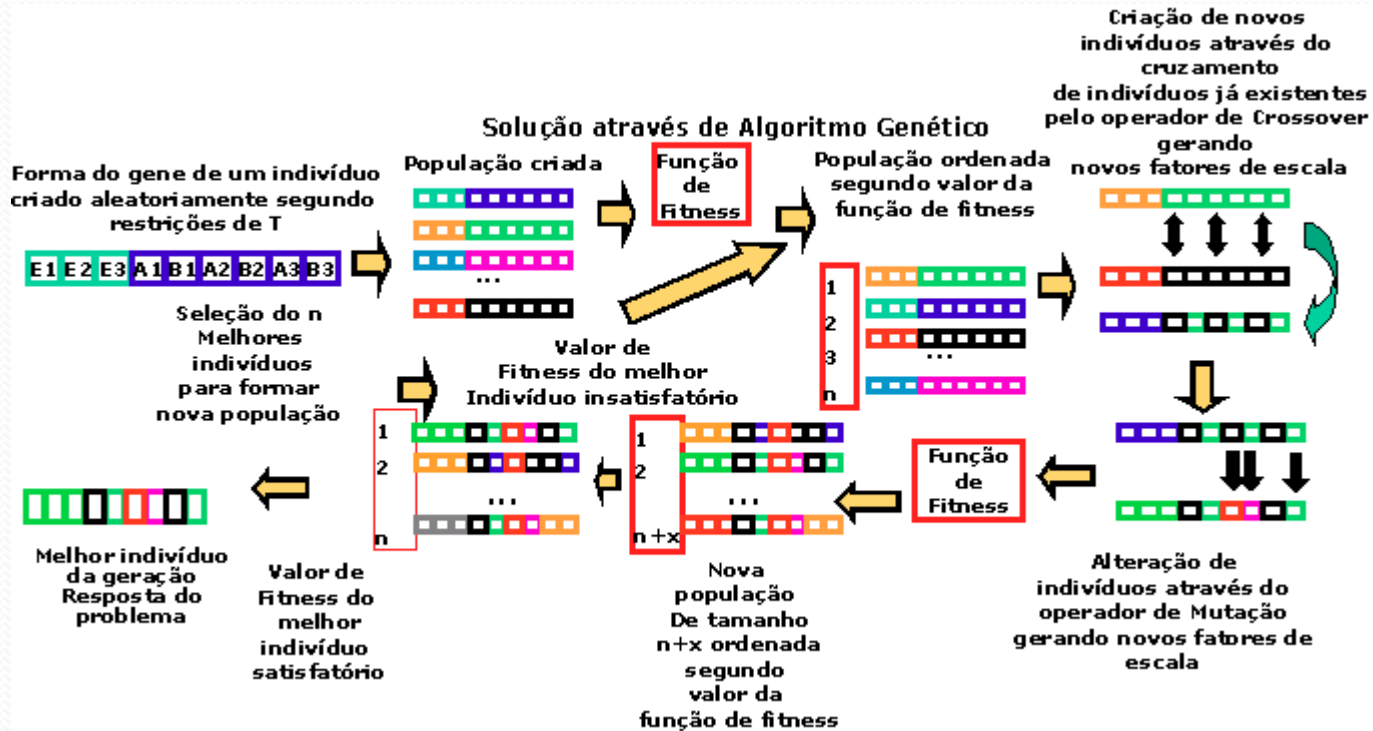 Solução através de Algoritmo Genético
Forma do gene de um indivíduo
criado aleatoriamente segundo
restrições de T
E1 E2 E3 A1 B1 A2 B2 A3 B3
População criada
...
Função
de
Fitness
População ordenada
segundo valor da
função de fitness
1
2
3
...
n
Criação de novos
indivíduos através do
cruzamento
de indivíduos já existentes
pelo operador de Crossover
gerando
novos fatores de escala
Alteração de
indivíduos através do
operador de Mutação
gerando novos fatores de
escala
Função
de
Fitness
1
2
...
n+x
Nova
população
De tamanho
n+x ordenada
segundo
valor da
função de fitness
Valor de
Fitness do melhor
Indivíduo insatisfatório
Seleção do n
Melhores
indivíduos
para formar
nova população
1
2
...
n
Valor de
Fitness do
melhor
indivíduo
satisfatório
Melhor indivíduo
da geração
Resposta do
problema